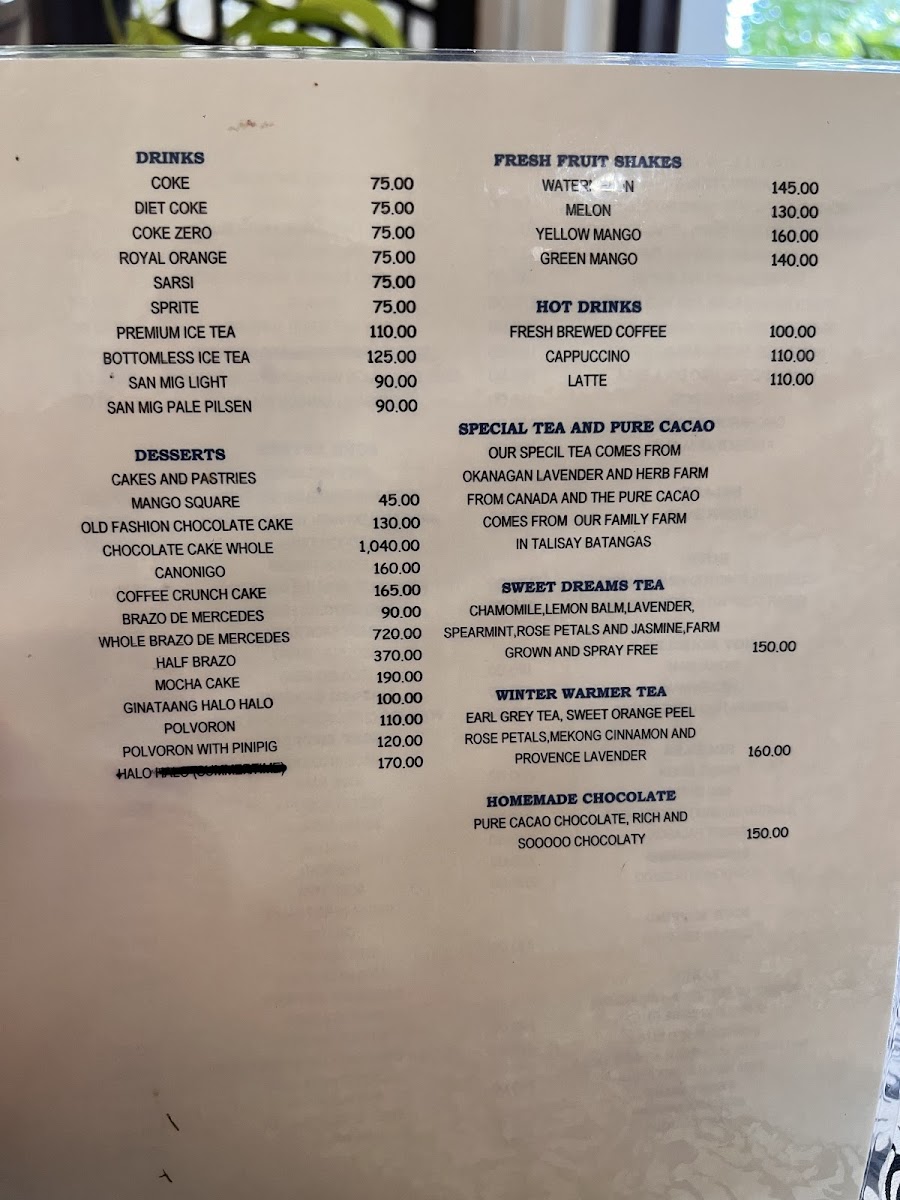 DRINKS
COKE 75.00
DIET COKE 75.00
COKE ZERO 75.00
ROYAL ORANGE 75.00
SARSI 75.00
SPRITE 75.00
PREMIUM ICE TEA 110.00
BOTTOMLESS ICE TEA 125.00
SAN MIG LIGHT 90.00
SAN MIG PALE PILSEN 90.00
DESSERTS
CAKES AND PASTRIES
MANGO SQUARE 45.00
OLD FASHION CHOCOLATE CAKE 130.00
CHOCOLATE CAKE WHOLE 1,040.00
CANONIGO 160.00
COFFEE CRUNCH CAKE 165.00
BRAZO DE MERCEDES 90.00
WHOLE BRAZO DE MERCEDES 720.00
HALF BRAZO 370.00
MOCHA CAKE 190.00
GINATAANG HALO HALO 100.00
POLVORON 110.00
POLVORON WITH PINIPIG 120.00
HALO HALO (SUMMERTIME) 170.00
FRESH FRUIT SHAKES
145.00
MELON 130.00
YELLOW MANGO 160.00
GREEN MANGO 140.00
HOT DRINKS
FRESH BREWED COFFEE 100.00
CAPPUCCINO 110.00
LATTE 110.00
SPECIAL TEA AND PURE CACAO
OUR SPECIL TEA COMES FROM
OKANAGAN LAVENDER AND HERB FARM
FROM CANADA AND THE PURE CACAO
COMES FROM OUR FAMILY FARM
IN TALISAY BATANGAS
SWEET DREAMS TEA
CHAMOMILE,LEMON BALM,LAVENDER,
SPEARMINT,ROSE PETALS AND JASMINE,FARM
GROWN AND SPRAY FREE 150.00
WINTER WARMER TEA
EARL GREY TEA, SWEET ORANGE PEEL
ROSE PETALS,MEKONG CINNAMON AND
PROVENCE LAVENDER 160.00
HOMEMADE CHOCOLATE
PURE CACAO CHOCOLATE, RICH AND
SOOOOO CHOCOLATY 150.00